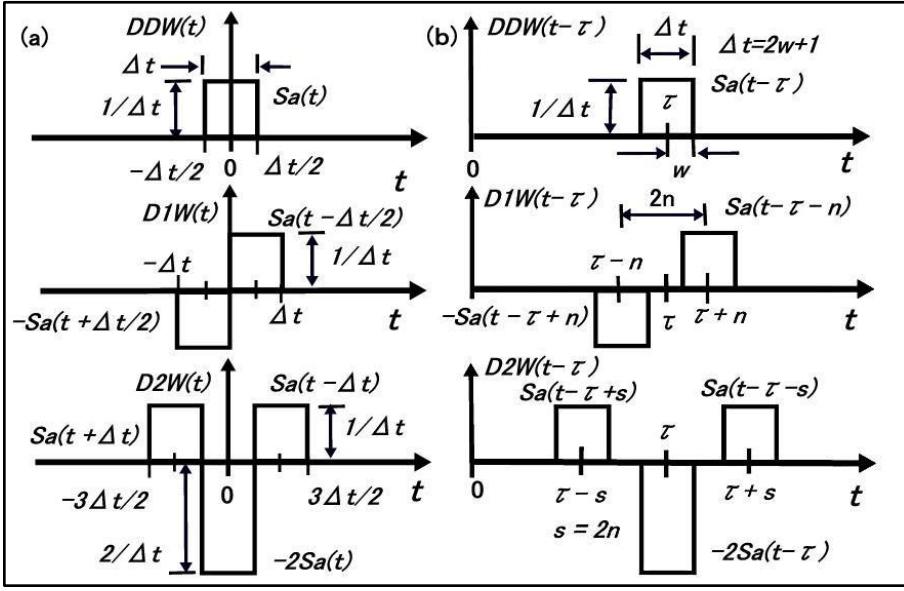 (a)
DDW(t)
Δt
Sa(t)
1/Δt
-Δt/2
0
Δt/2
t
D1W(t)
Sa(t-Δt/2)
-Δt
1/Δt
-Sa(t+Δt/2)
Δt
t
D2W(t)
Sa(t-Δt)
Sa(t+Δt)
1/Δt
-3Δt/2
0
3Δt/2
t
2/Δt
-2Sa(t)
(b)
DDW(t-τ)
Δt
Δt=2w+1
Sa(t-τ)
1/Δt
τ
0
w
t
D1W(t-τ)
2n
Sa(t-τ-n)
τ-n
-Sa(t-τ+n)
τ
τ+n
t
D2W(t-τ)
Sa(t-τ+s)
Sa(t-τ-s)
τ
0
τ-s
τ+s
t
s=2n
-2Sa(t-τ)